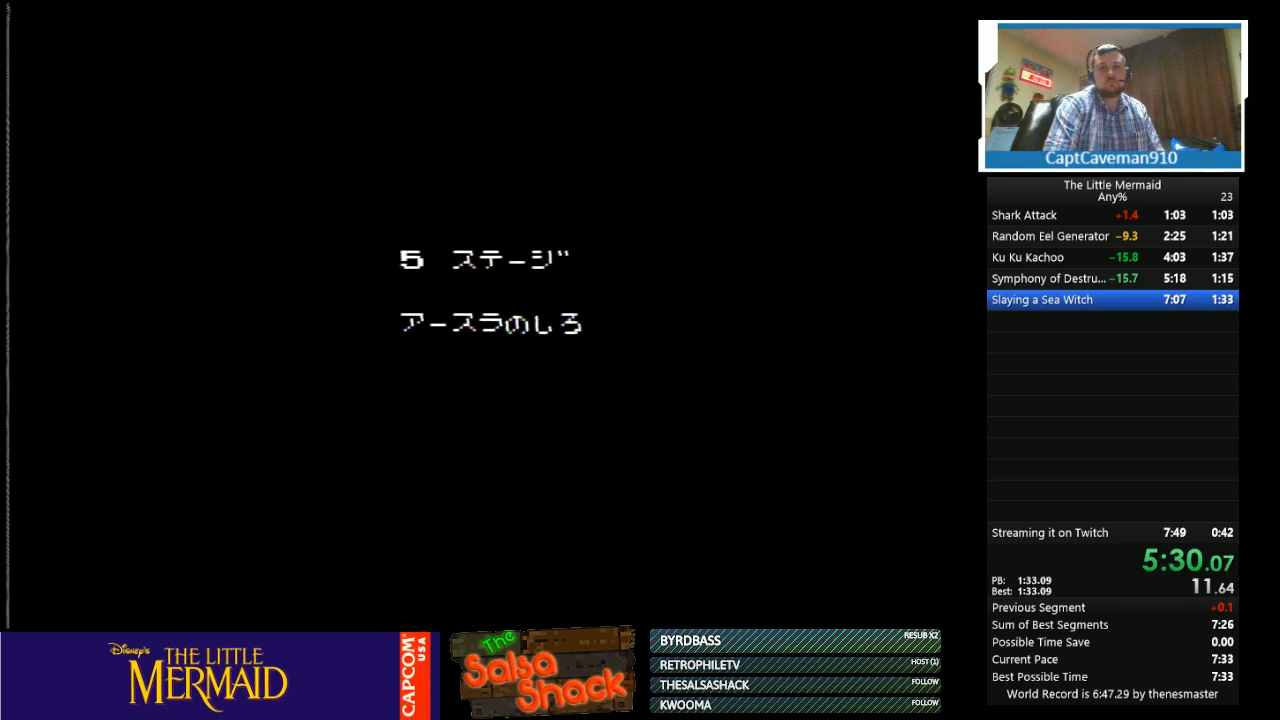 5 ステージ
アースラのしろ
CaptCaveman910
The Little Mermaid
Any% 23
Shark Attack +1.4 1:03 1:03
Random Eel Generator −9.3 2:25 1:21
Ku Ku Kachoo −15.8 4:03 1:37
Symphony of Destru... −15.7 5:18 1:15
Slaying a Sea Witch 7:07 1:33
Streaming it on Twitch 7:49 0:42
5:30.07
PB: 1:33.09
Best: 1:33.09
11.64
Previous Segment +0.1
Sum of Best Segments 7:26
Possible Time Save 0.00
Current Pace 7:33
Best Possible Time 7:33
World Record is 6:47.29 by thenesmaster
Disney's
THE LITTLE
MERMAID
CAPCOM
USA
The
Salsa
Shack
BYRDBASS RESUB X2
RETROPHILETV HOST (1)
THESALSASHACK FOLLOW
KWOOMA FOLLOW